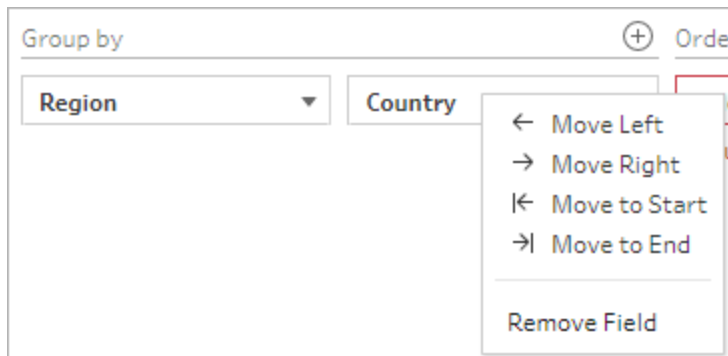 Group by
Orde
Region
Country
Move Left
Move Right
Move to Start
Move to End
Remove Field